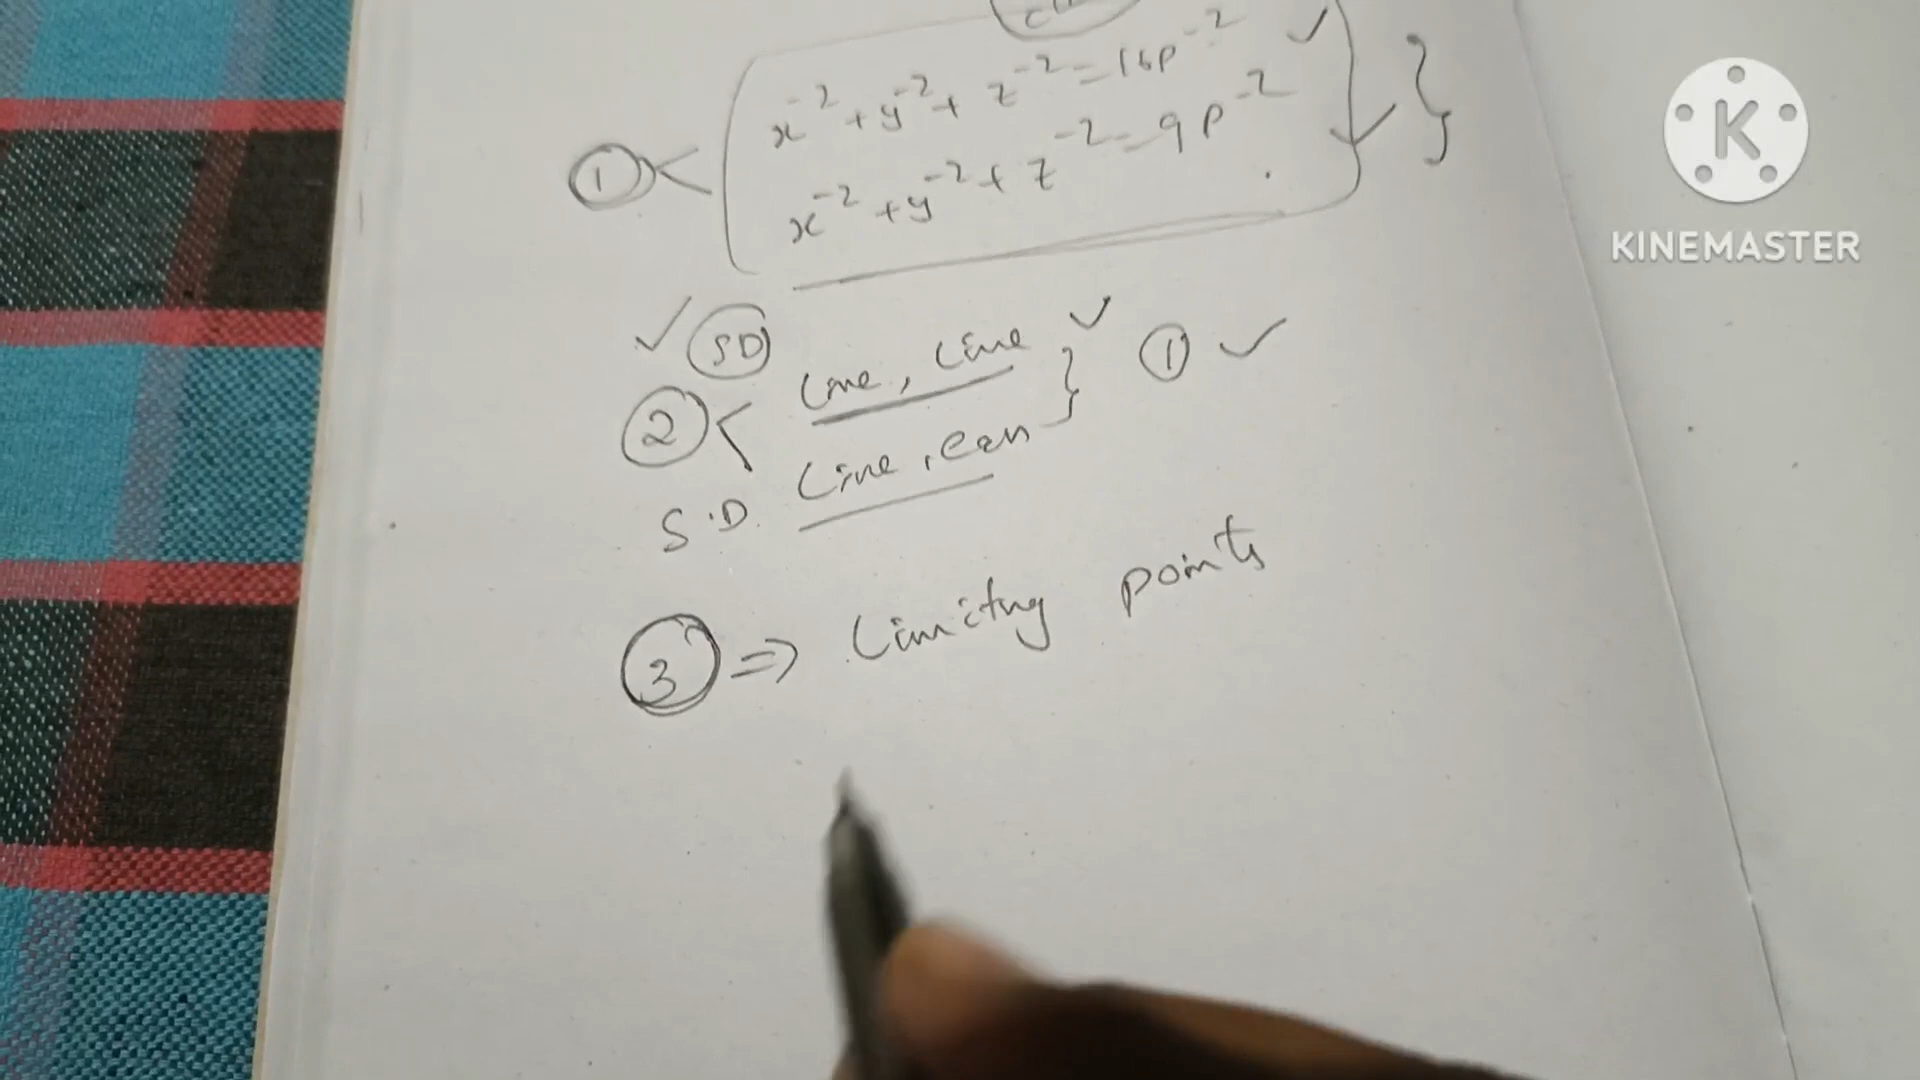 x⁻² + y⁻² + z⁻² = 16p⁻²
① < x⁻² + y⁻² + z⁻² = 9p⁻² }
SD
② < Line, Line } ①
S.D. Line, eqn
③ ⇒ Limiting points
K
KINEMASTER